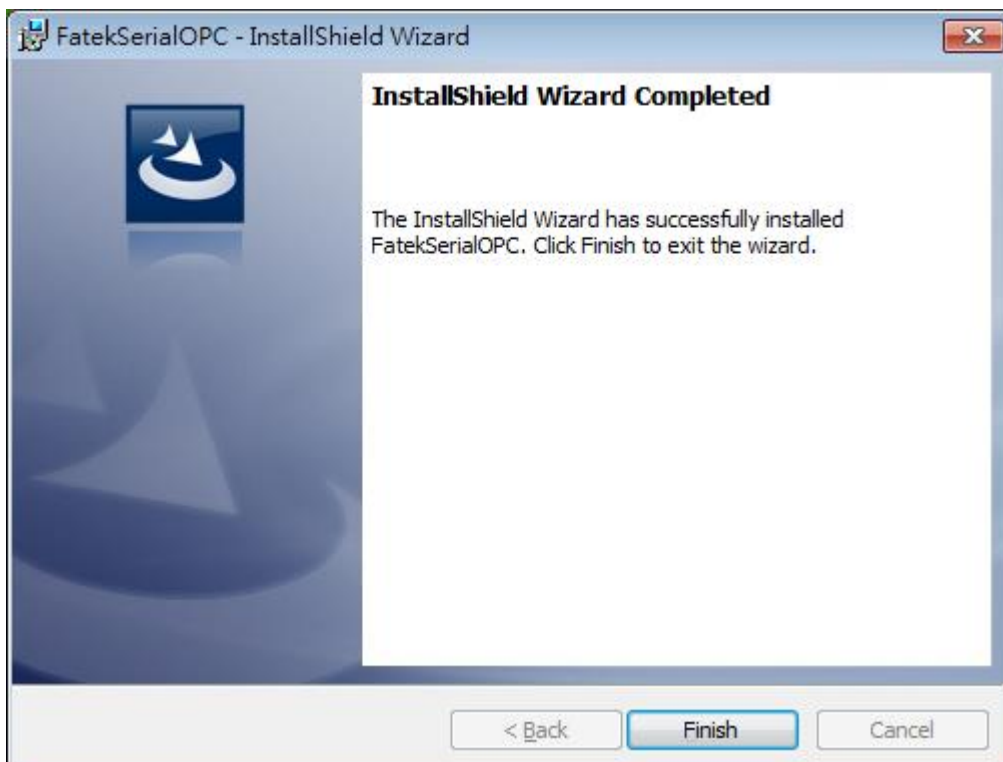 FatekSerialOPC - InstallShield Wizard
InstallShield Wizard Completed
The InstallShield Wizard has successfully installed
FatekSerialOPC. Click Finish to exit the wizard.
< Back
Finish
Cancel